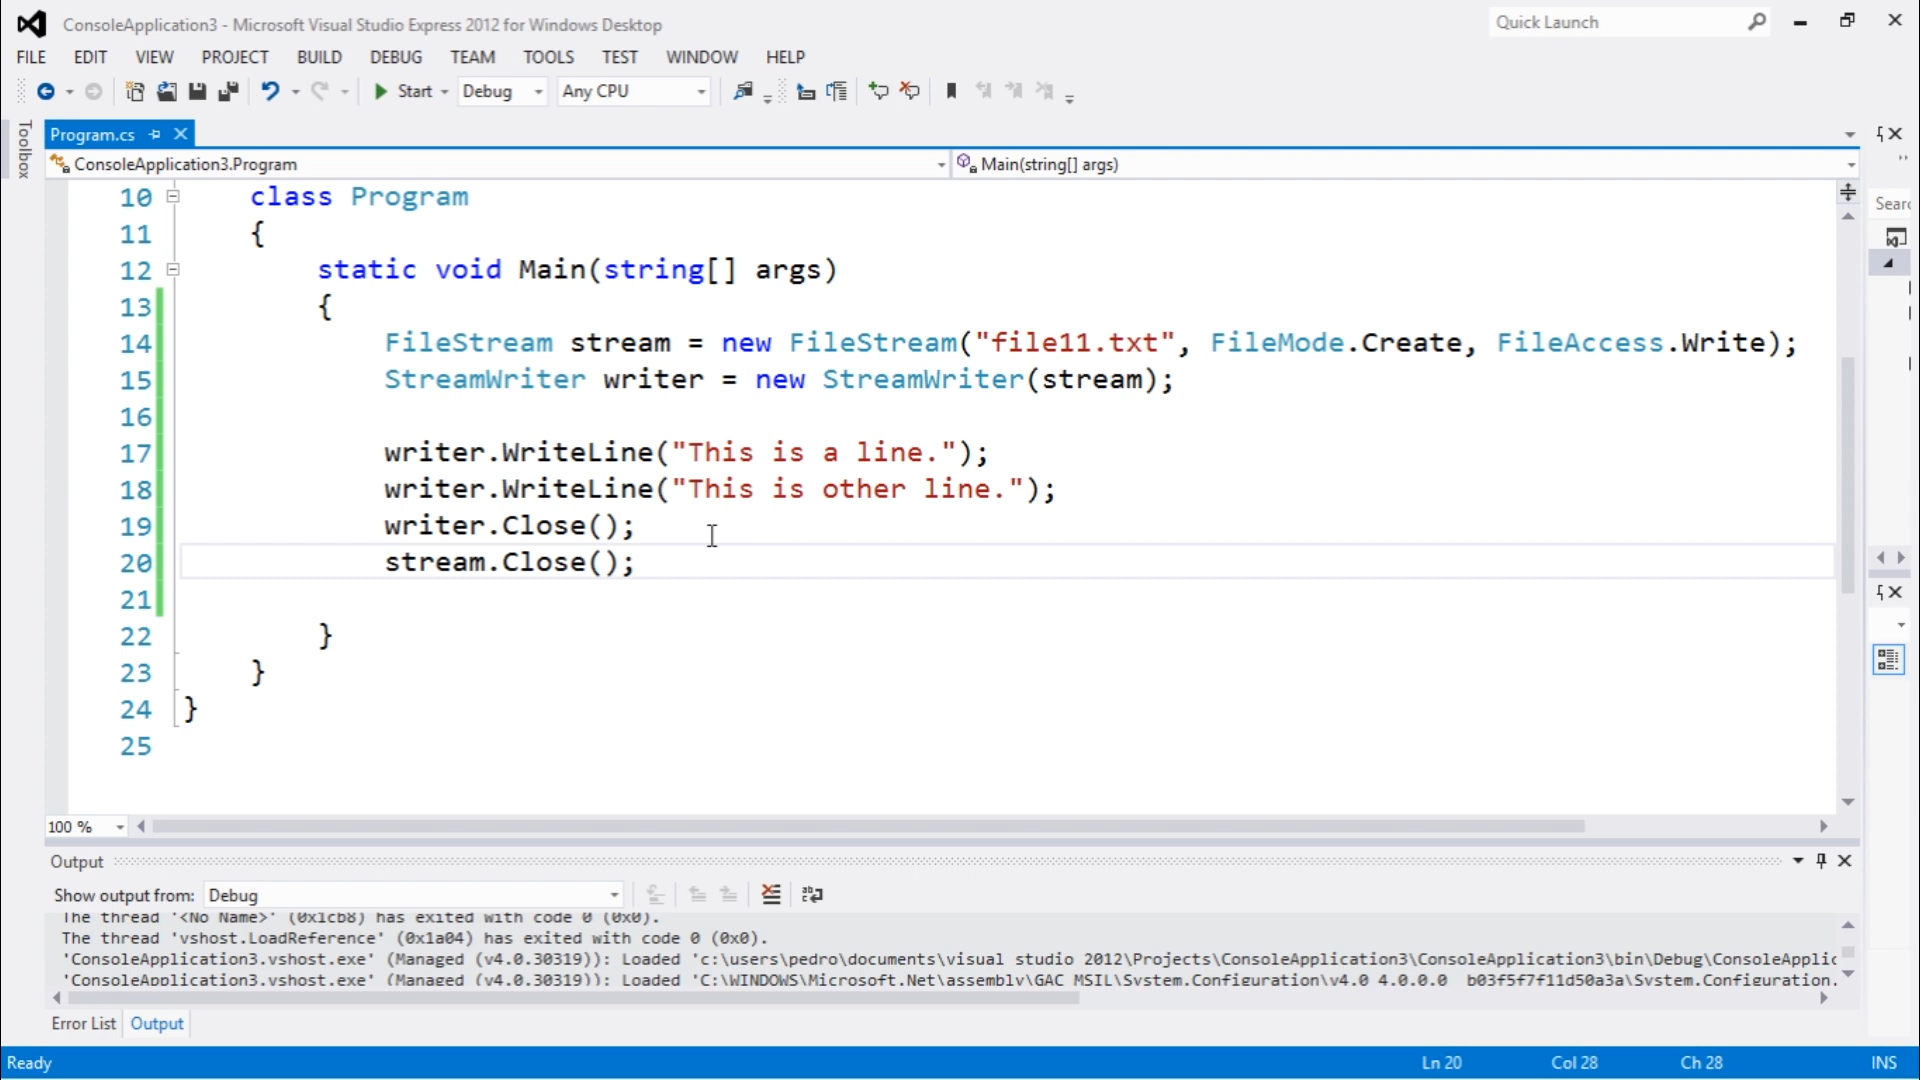 ConsoleApplication3 - Microsoft Visual Studio Express 2012 for Windows Desktop
Quick Launch
FILE EDIT VIEW PROJECT BUILD DEBUG TEAM TOOLS TEST WINDOW HELP
Start Debug Any CPU
Toolbox
Program.cs
ConsoleApplication3.Program
Main(string[] args)
10 class Program
11 {
12 static void Main(string[] args)
13 {
14 FileStream stream = new FileStream("file11.txt", FileMode.Create, FileAccess.Write);
15 StreamWriter writer = new StreamWriter(stream);
16
17 writer.WriteLine("This is a line.");
18 writer.WriteLine("This is other line.");
19 writer.Close();
20 stream.Close();
21
22 }
23 }
24 }
25
100 %
Output
Show output from: Debug
The thread '<No Name>' (0x1cb8) has exited with code 0 (0x0).
The thread 'vshost.LoadReference' (0x1a04) has exited with code 0 (0x0).
'ConsoleApplication3.vshost.exe' (Managed (v4.0.30319)): Loaded 'c:\users\pedro\documents\visual studio 2012\Projects\ConsoleApplication3\ConsoleApplication3\bin\Debug\ConsoleApplic
'ConsoleApplication3.vshost.exe' (Managed (v4.0.30319)): Loaded 'C:\WINDOWS\Microsoft.Net\assembly\GAC_MSIL\System.Configuration\v4.0_4.0.0.0__b03f5f7f11d50a3a\System.Configuration.
Error List Output
Ready
Ln 20 Col 28 Ch 28 INS